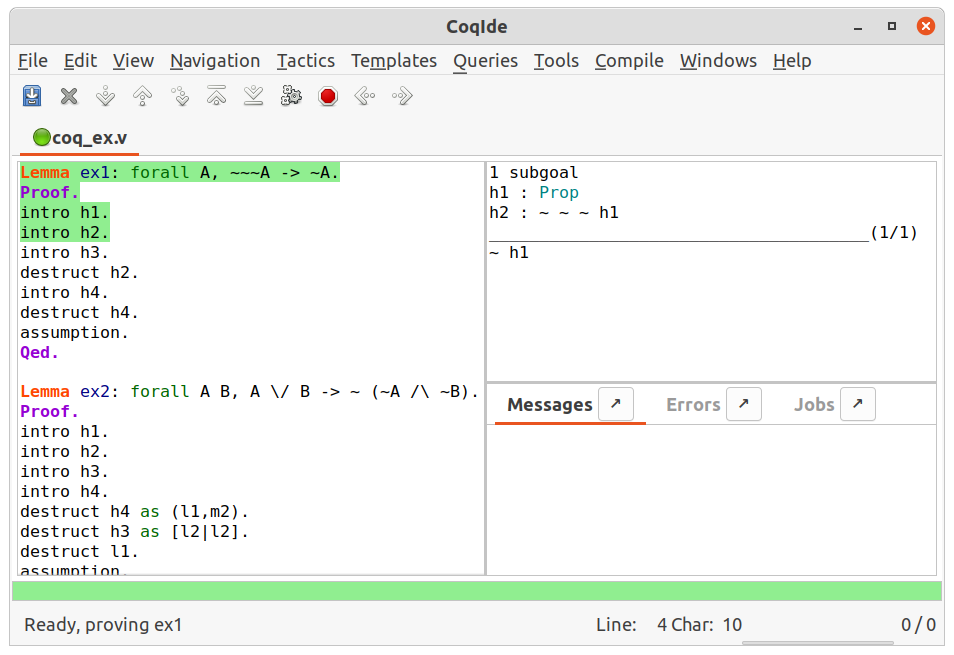 CoqIde
File Edit View Navigation Tactics Templates Queries Tools Compile Windows Help
coq_ex.v
Lemma ex1: forall A, ~~~A -> ~A.
Proof.
intro h1.
intro h2.
intro h3.
destruct h2.
intro h4.
destruct h4.
assumption.
Qed.
Lemma ex2: forall A B, A \/ B -> ~ (~A /\ ~B).
Proof.
intro h1.
intro h2.
intro h3.
intro h4.
destruct h4 as (l1,m2).
destruct h3 as [l2|l2].
destruct l1.
assumption.
1 subgoal
h1 : Prop
h2 : ~ ~ ~ h1
______________________________________(1/1)
~ h1
Messages Errors Jobs
Ready, proving ex1
Line: 4 Char: 10
0 / 0